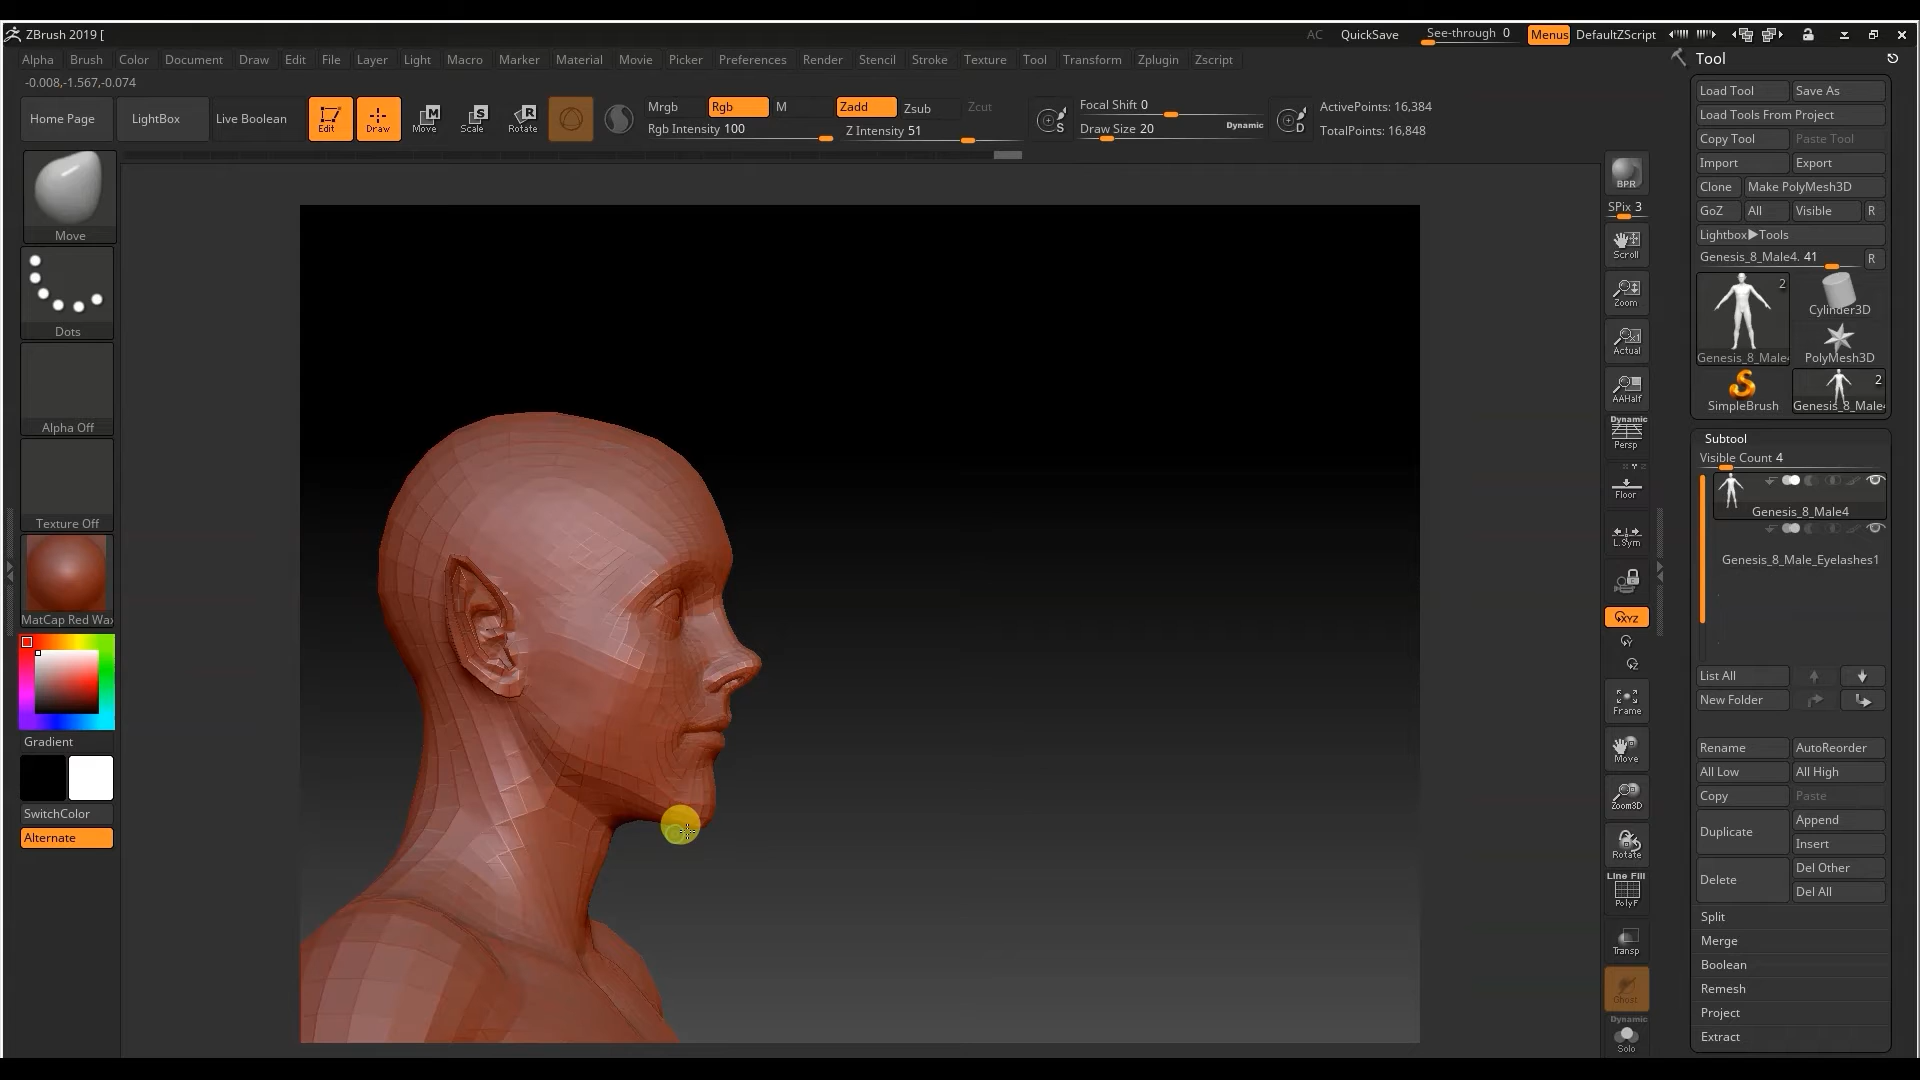 ZBrush 2019 [
AC QuickSave See-through 0 Menus DefaultZScript
Alpha Brush Color Document Draw Edit File Layer Light Macro Marker Material Movie Picker Preferences Render Stencil Stroke Texture Tool Transform Zplugin Zscript
Tool
-0.008,-1.567,-0.074
Home Page LightBox Live Boolean Edit Draw Move Scale Rotate
M S R
Mrgb Rgb M Zadd Zsub Zcut
Rgb Intensity 100 Z Intensity 51
S Focal Shift 0
Draw Size 20 Dynamic
D ActivePoints: 16,384
TotalPoints: 16,848
Move
Dots
Alpha Off
Texture Off
MatCap Red Wax
Gradient
SwitchColor
Alternate
BPR
SPix 3
Scroll
Zoom
Actual
AAHalf
Dynamic
Persp
Floor
L.Sym
XYZ
Y
Z
Frame
Move
Zoom3D
Rotate
Line Fill
PolyF
Transp
Ghost
Dynamic
Solo
Load Tool Save As
Load Tools From Project
Copy Tool Paste Tool
Import Export
Clone Make PolyMesh3D
GoZ All Visible R
Lightbox▶Tools
Genesis_8_Male4. 41 R
2
Cylinder3D
Genesis_8_Male4 PolyMesh3D
2
SimpleBrush Genesis_8_Male4
Subtool
Visible Count 4
Genesis_8_Male4
Genesis_8_Male_Eyelashes1
List All
New Folder
Rename AutoReorder
All Low All High
Copy Paste
Duplicate Append
Insert
Delete Del Other
Del All
Split
Merge
Boolean
Remesh
Project
Extract